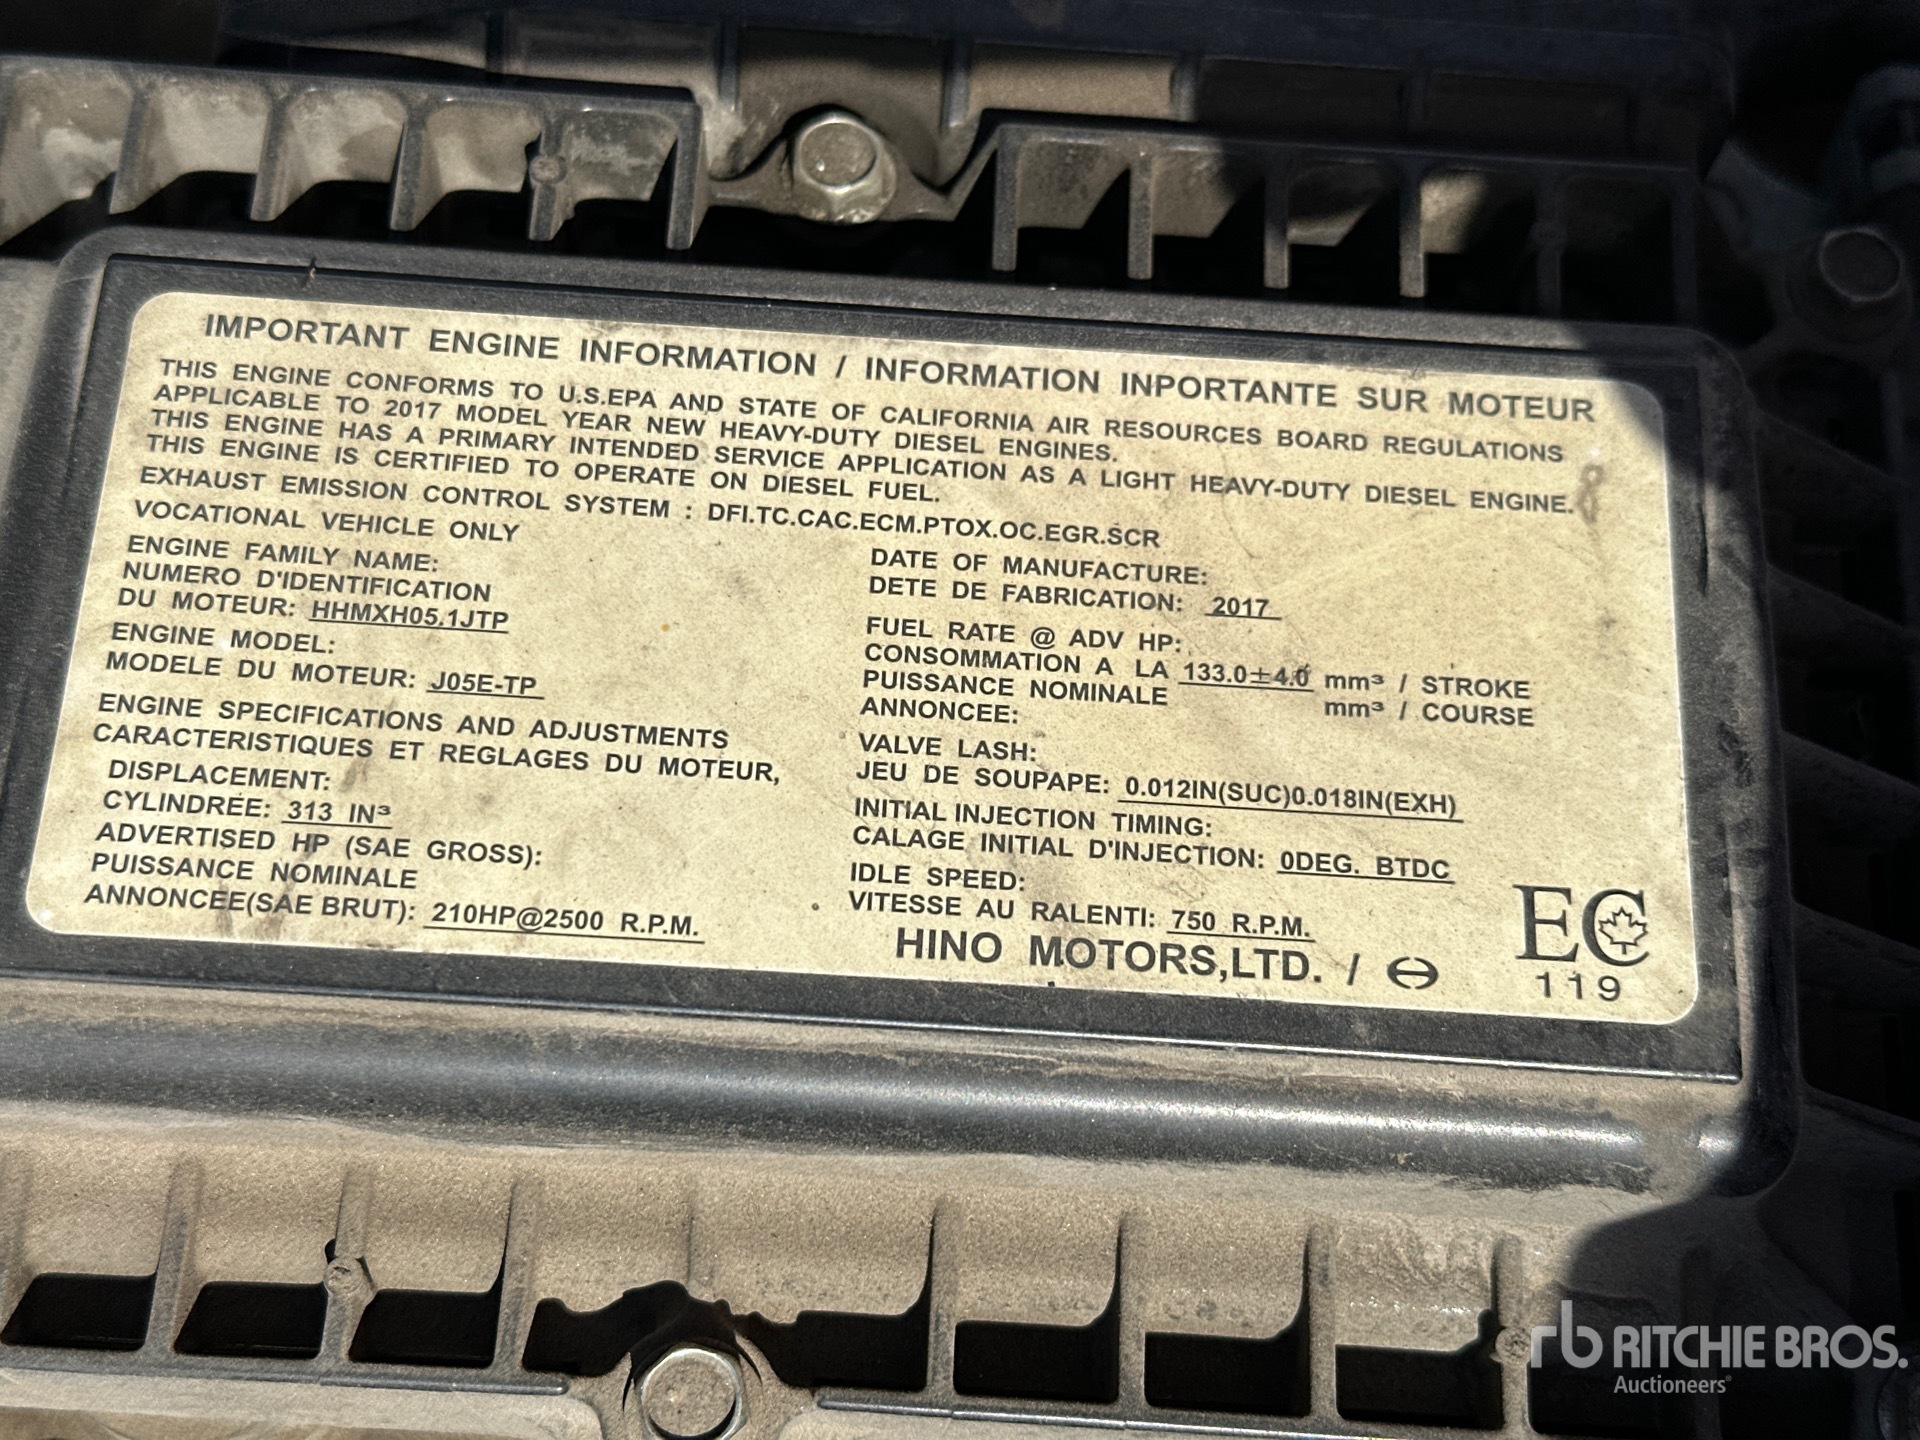 IMPORTANT ENGINE INFORMATION / INFORMATION INPORTANTE SUR MOTEUR
THIS ENGINE CONFORMS TO U.S.EPA AND STATE OF CALIFORNIA AIR RESOURCES BOARD REGULATIONS
APPLICABLE TO 2017 MODEL YEAR NEW HEAVY-DUTY DIESEL ENGINES.
THIS ENGINE HAS A PRIMARY INTENDED SERVICE APPLICATION AS A LIGHT HEAVY-DUTY DIESEL ENGINE. 8
THIS ENGINE IS CERTIFIED TO OPERATE ON DIESEL FUEL.
EXHAUST EMISSION CONTROL SYSTEM : DFI.TC.CAC.ECM.PTOX.OC.EGR.SCR
VOCATIONAL VEHICLE ONLY
ENGINE FAMILY NAME:
NUMERO D'IDENTIFICATION
DU MOTEUR: HHMXH05.1JTP
ENGINE MODEL:
MODELE DU MOTEUR: J05E-TP
ENGINE SPECIFICATIONS AND ADJUSTMENTS
CARACTERISTIQUES ET REGLAGES DU MOTEUR,
DISPLACEMENT:
CYLINDREE: 313 IN³
ADVERTISED HP (SAE GROSS):
PUISSANCE NOMINALE
ANNONCEE(SAE BRUT): 210HP@2500 R.P.M.
DATE OF MANUFACTURE:
DETE DE FABRICATION: 2017
FUEL RATE @ ADV HP:
CONSOMMATION A LA 133.0±4.0 mm³ / STROKE
PUISSANCE NOMINALE mm³ / COURSE
ANNONCEE:
VALVE LASH:
JEU DE SOUPAPE: 0.012IN(SUC)0.018IN(EXH)
INITIAL INJECTION TIMING:
CALAGE INITIAL D'INJECTION: 0DEG. BTDC
IDLE SPEED:
VITESSE AU RALENTI: 750 R.P.M.
HINO MOTORS,LTD. /
EC
119
rb RITCHIE BROS.
Auctioneers®